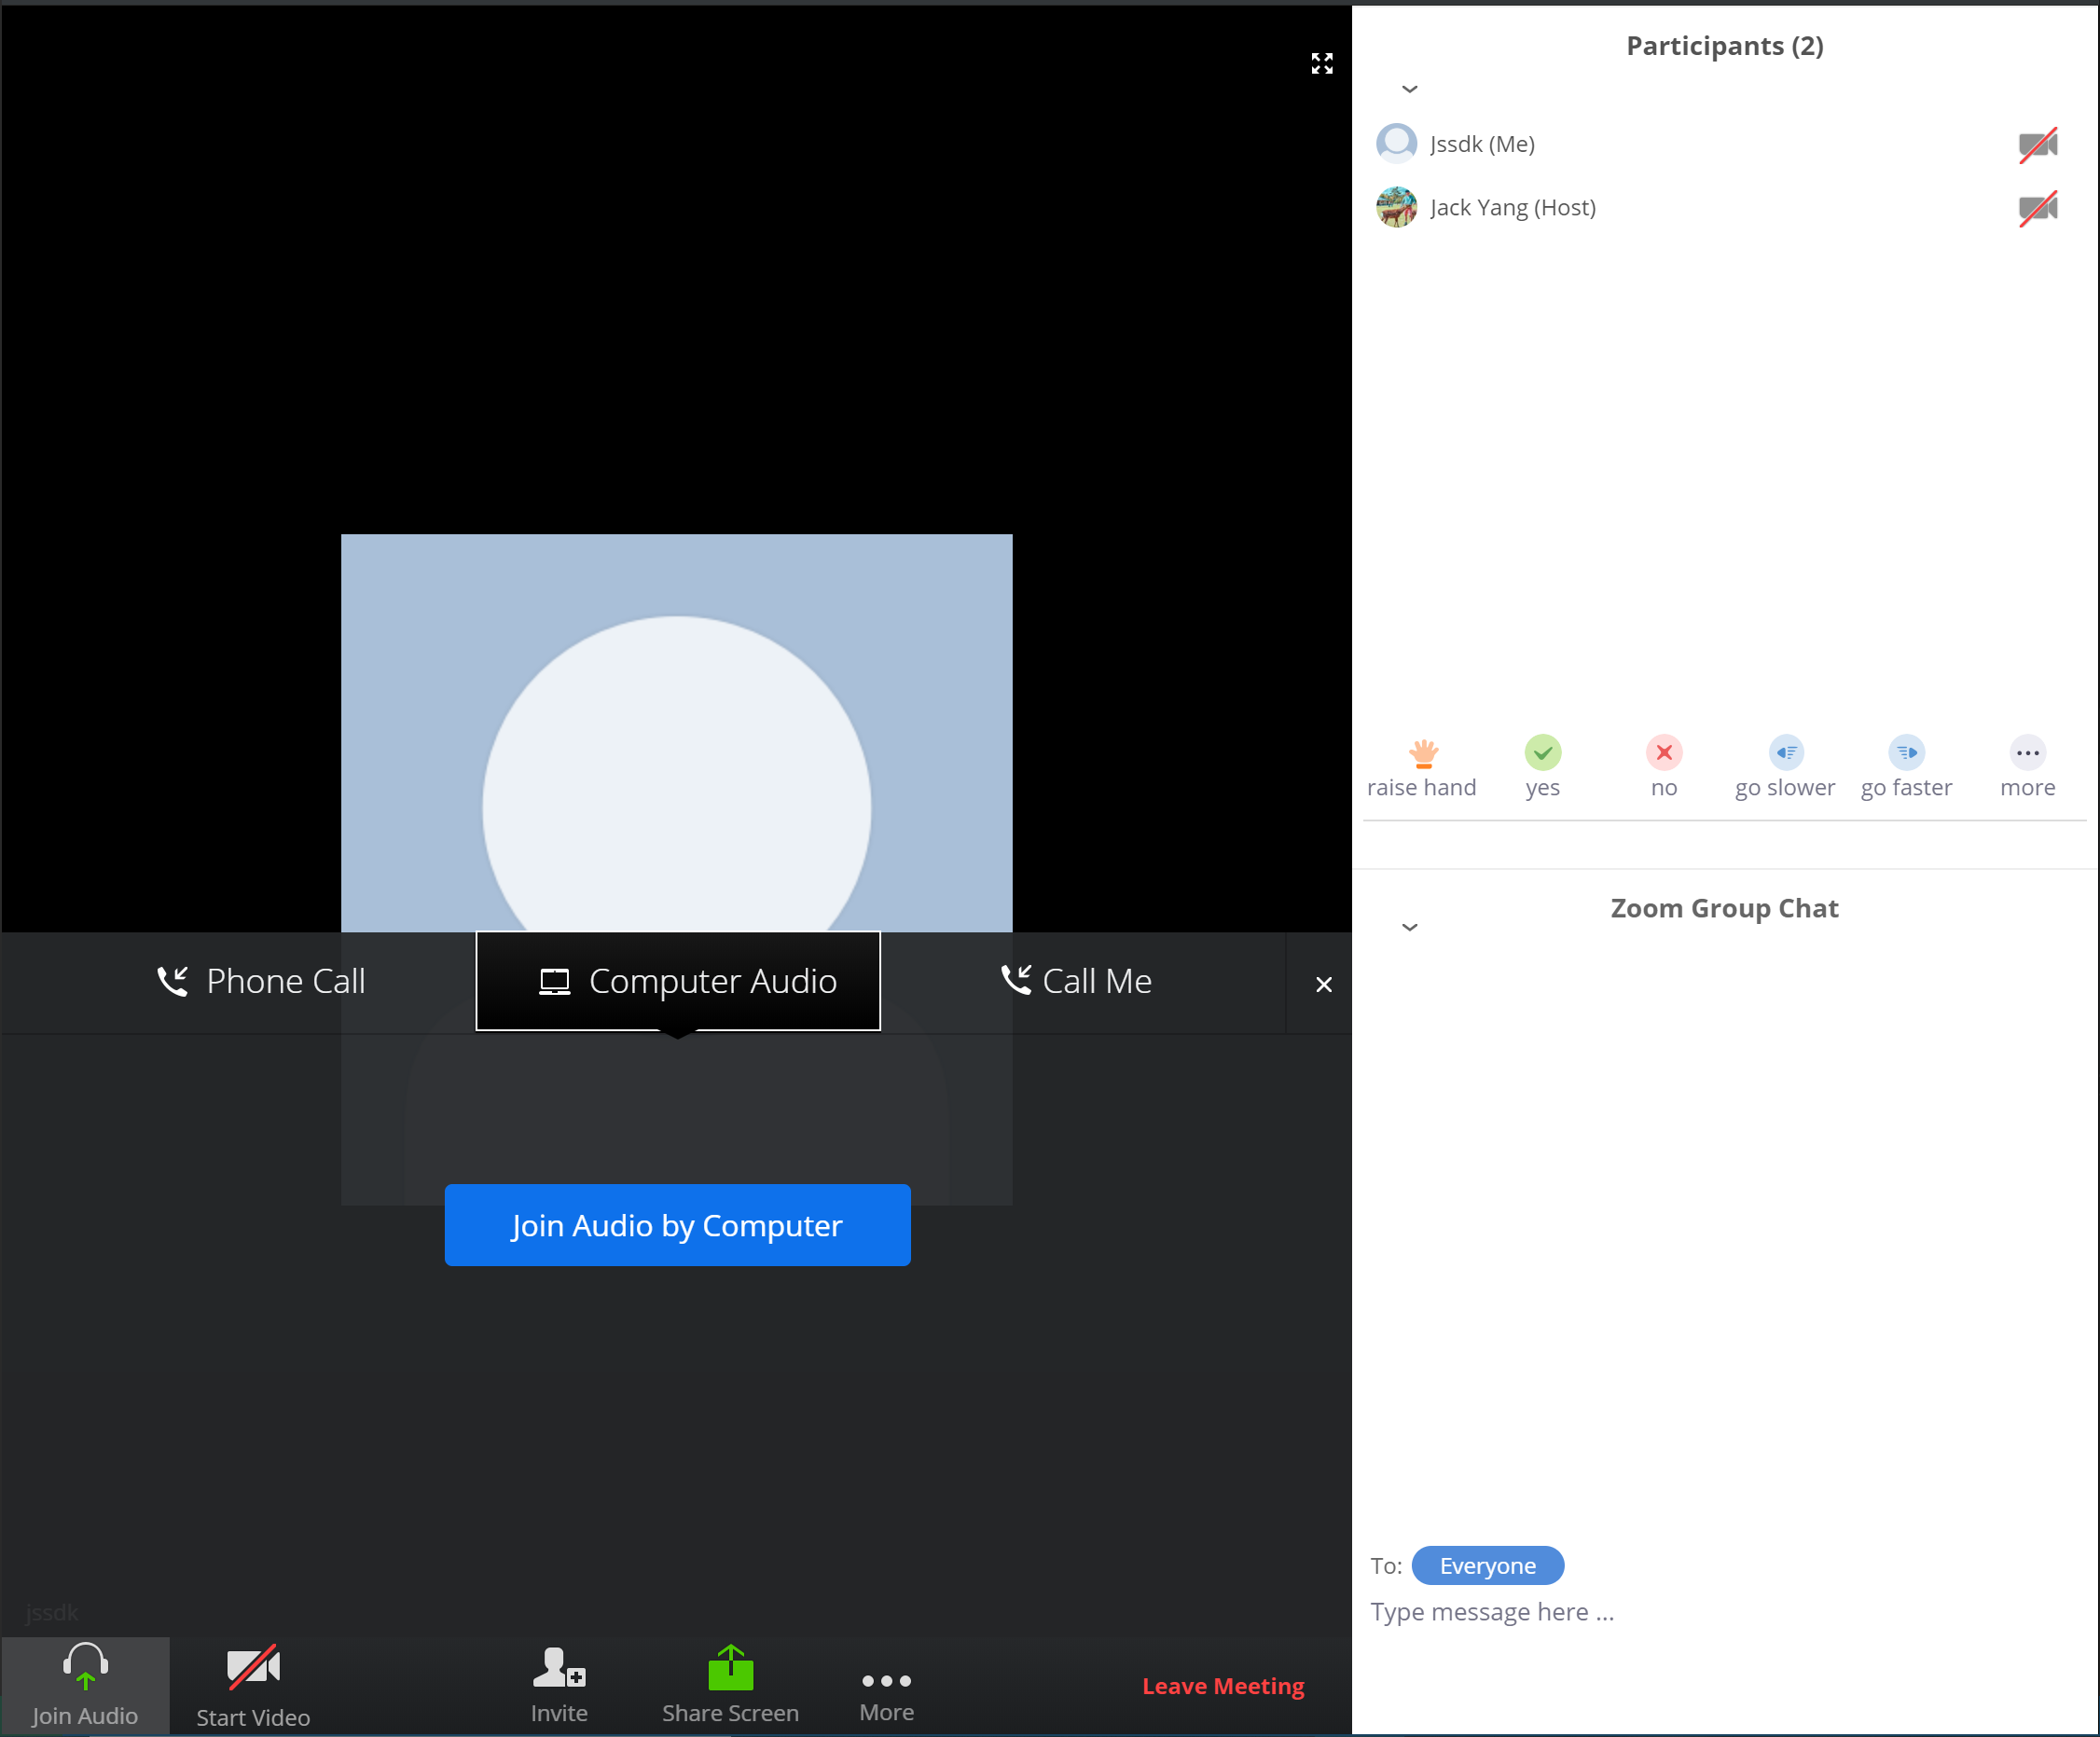 Participants (2)
Jssdk (Me)
Jack Yang (Host)
raise hand
yes
no
go slower
go faster
more
Zoom Group Chat
To: Everyone
Type message here ...
Phone Call
Computer Audio
Call Me
Join Audio by Computer
jssdk
Join Audio
Start Video
Invite
Share Screen
More
Leave Meeting